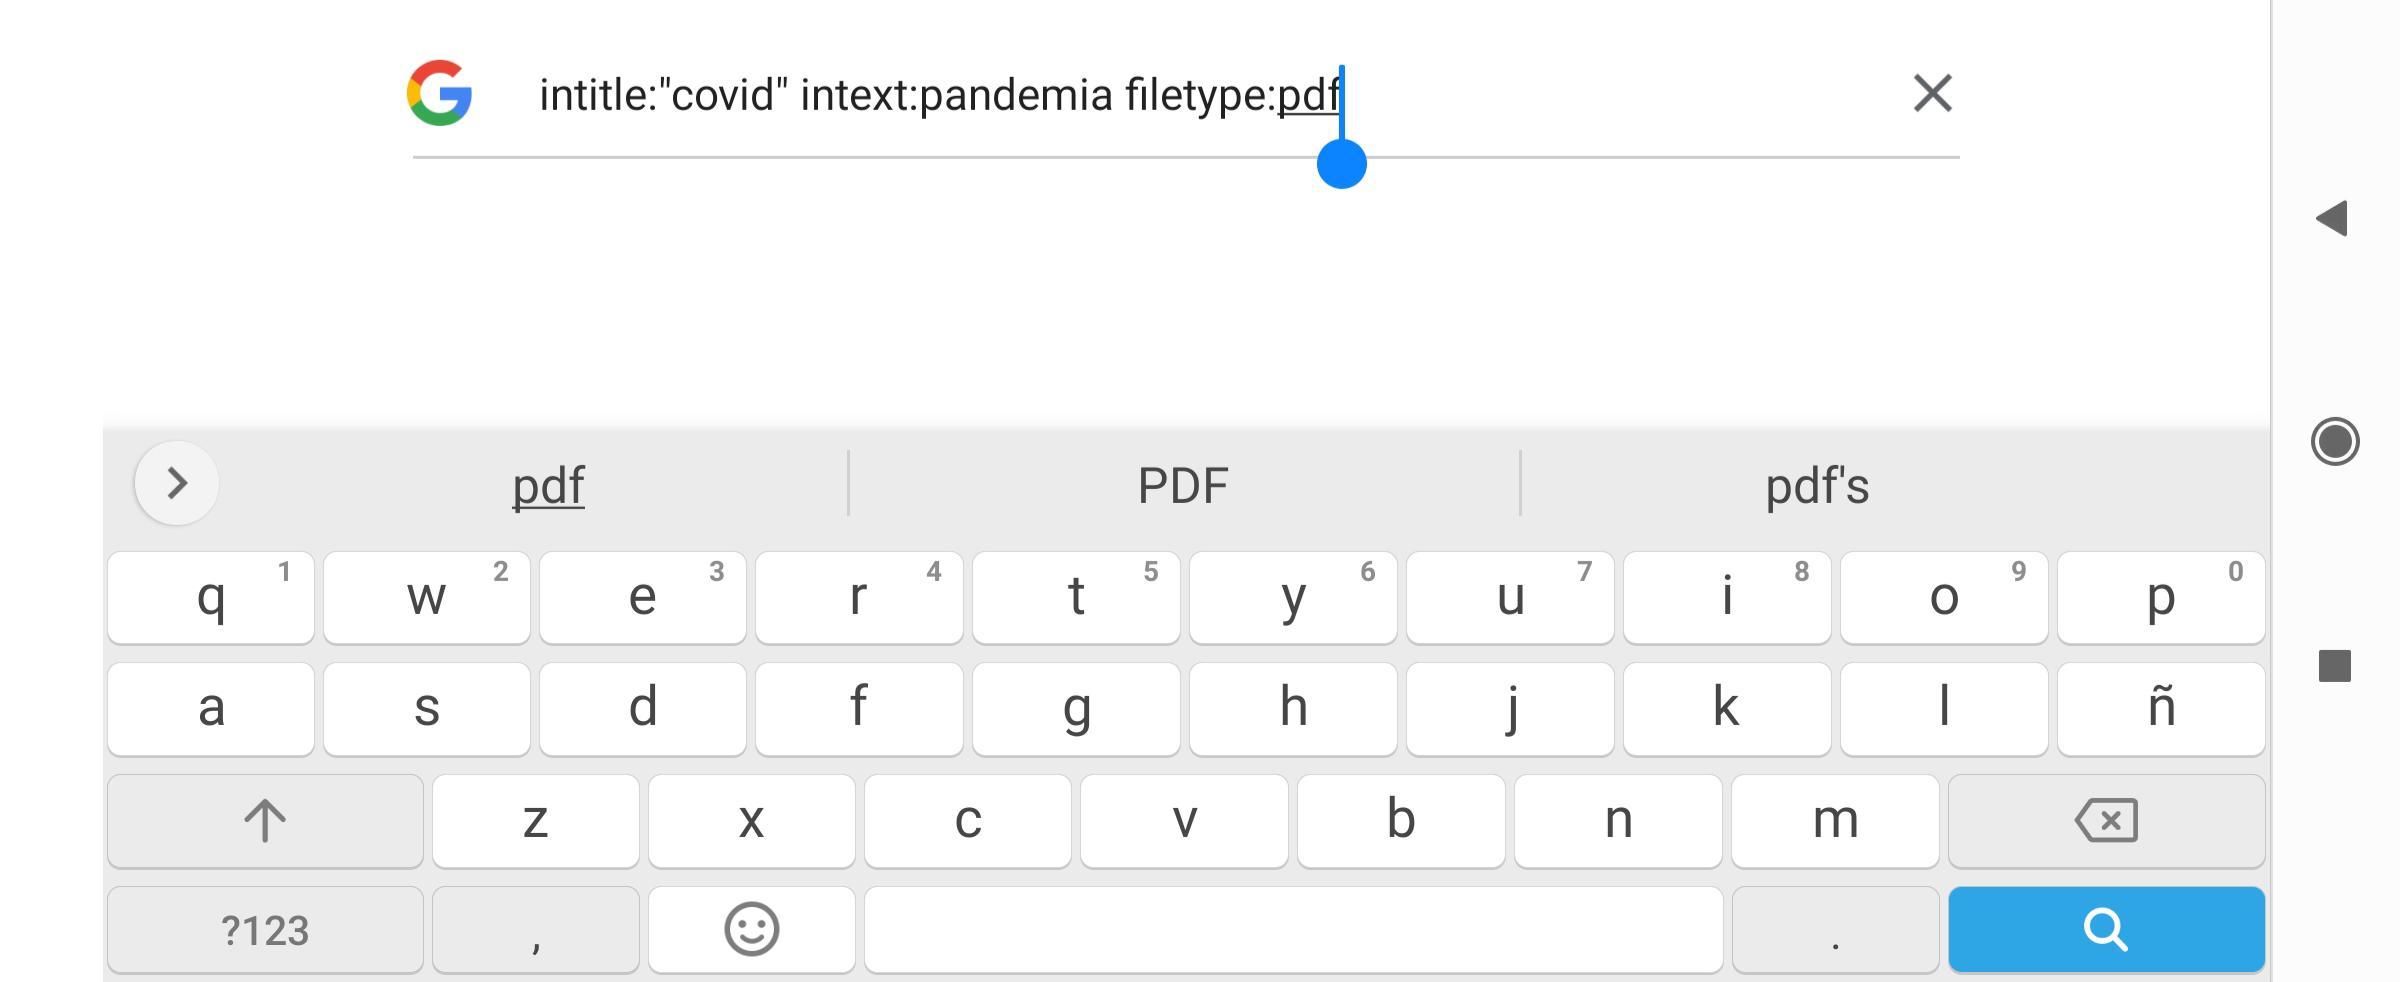 intitle:"covid" intext:pandemia filetype:pdf
pdf PDF pdf's
q 1 w 2 e 3 r 4 t 5 y 6 u 7 i 8 o 9 p 0
a s d f g h j k l ñ
z x c v b n m
?123 , .